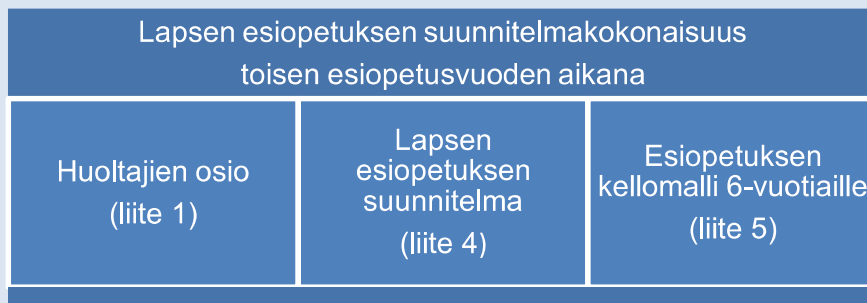 Lapsen esiopetuksen suunnitelmakokonaisuus
toisen esiopetusvuoden aikana
Huoltajien osio
(liite 1)
Lapsen
esiopetuksen
suunnitelma
(liite 4)
Esiopetuksen
kellomalli 6-vuotiaille
(liite 5)